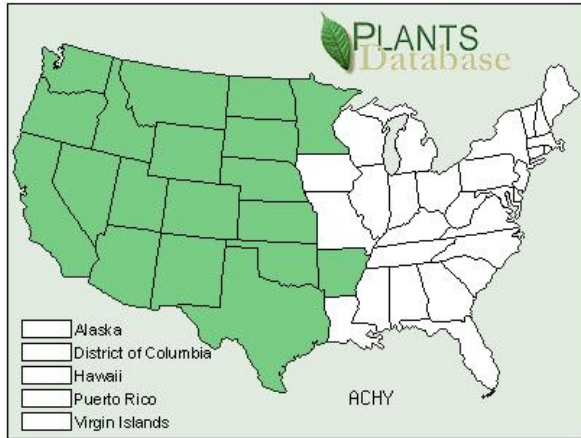 PLANTS
Database
Alaska
District of Columbia
Hawaii
Puerto Rico
Virgin Islands
ACHY